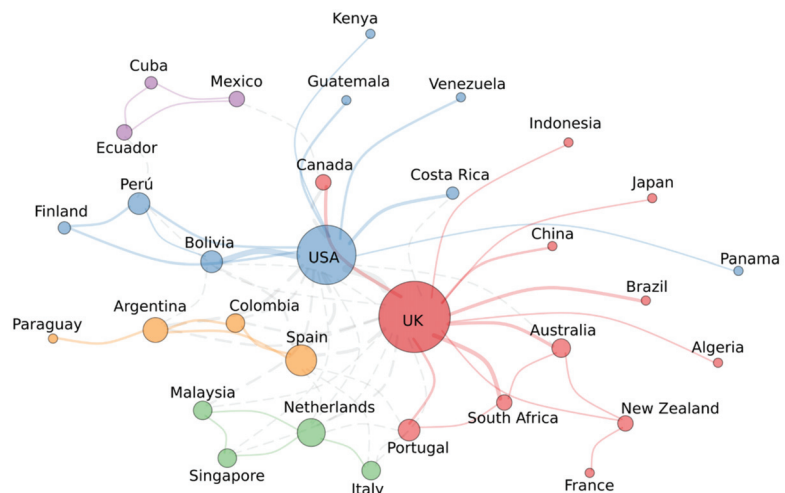 Kenya
Cuba
Mexico
Guatemala
Venezuela
Indonesia
Ecuador
Canada
Costa Rica
Perú
Japan
Finland
Bolivia
China
USA
Panama
Argentina
Colombia
Brazil
Paraguay
UK
Spain
Australia
Algeria
Malaysia
Netherlands
New Zealand
South Africa
Portugal
Singapore
Italy
France